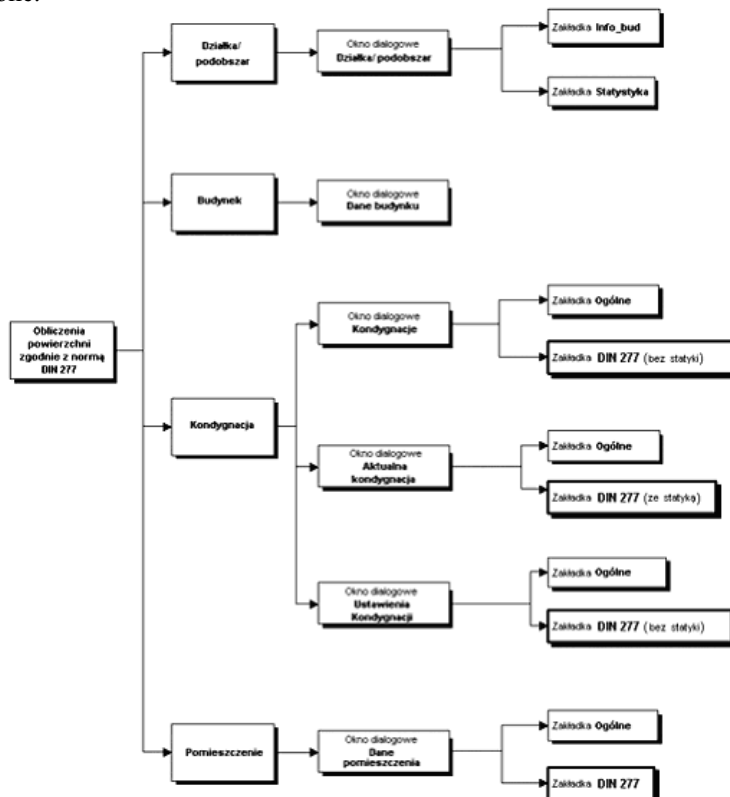 Działka/
podobszar
Okno dialogowe
Działka/podobszar
Zakładka Info_bud
Zakładka Statystyka
Budynek
Okno dialogowe
Dane budynku
Obliczenia
powierzchni
zgodnie z normą
DIN 277
Kondygnacja
Okno dialogowe
Kondygnacje
Zakładka Ogólne
Zakładka DIN 277 (bez statyki)
Okno dialogowe
Aktualna
kondygnacja
Zakładka Ogólne
Zakładka DIN 277 (ze statyką)
Okno dialogowe
Ustawienia
Kondygnacji
Zakładka Ogólne
Zakładka DIN 277 (bez statyki)
Pomieszczenie
Okno dialogowe
Dane
pomieszczenia
Zakładka Ogólne
Zakładka DIN 277